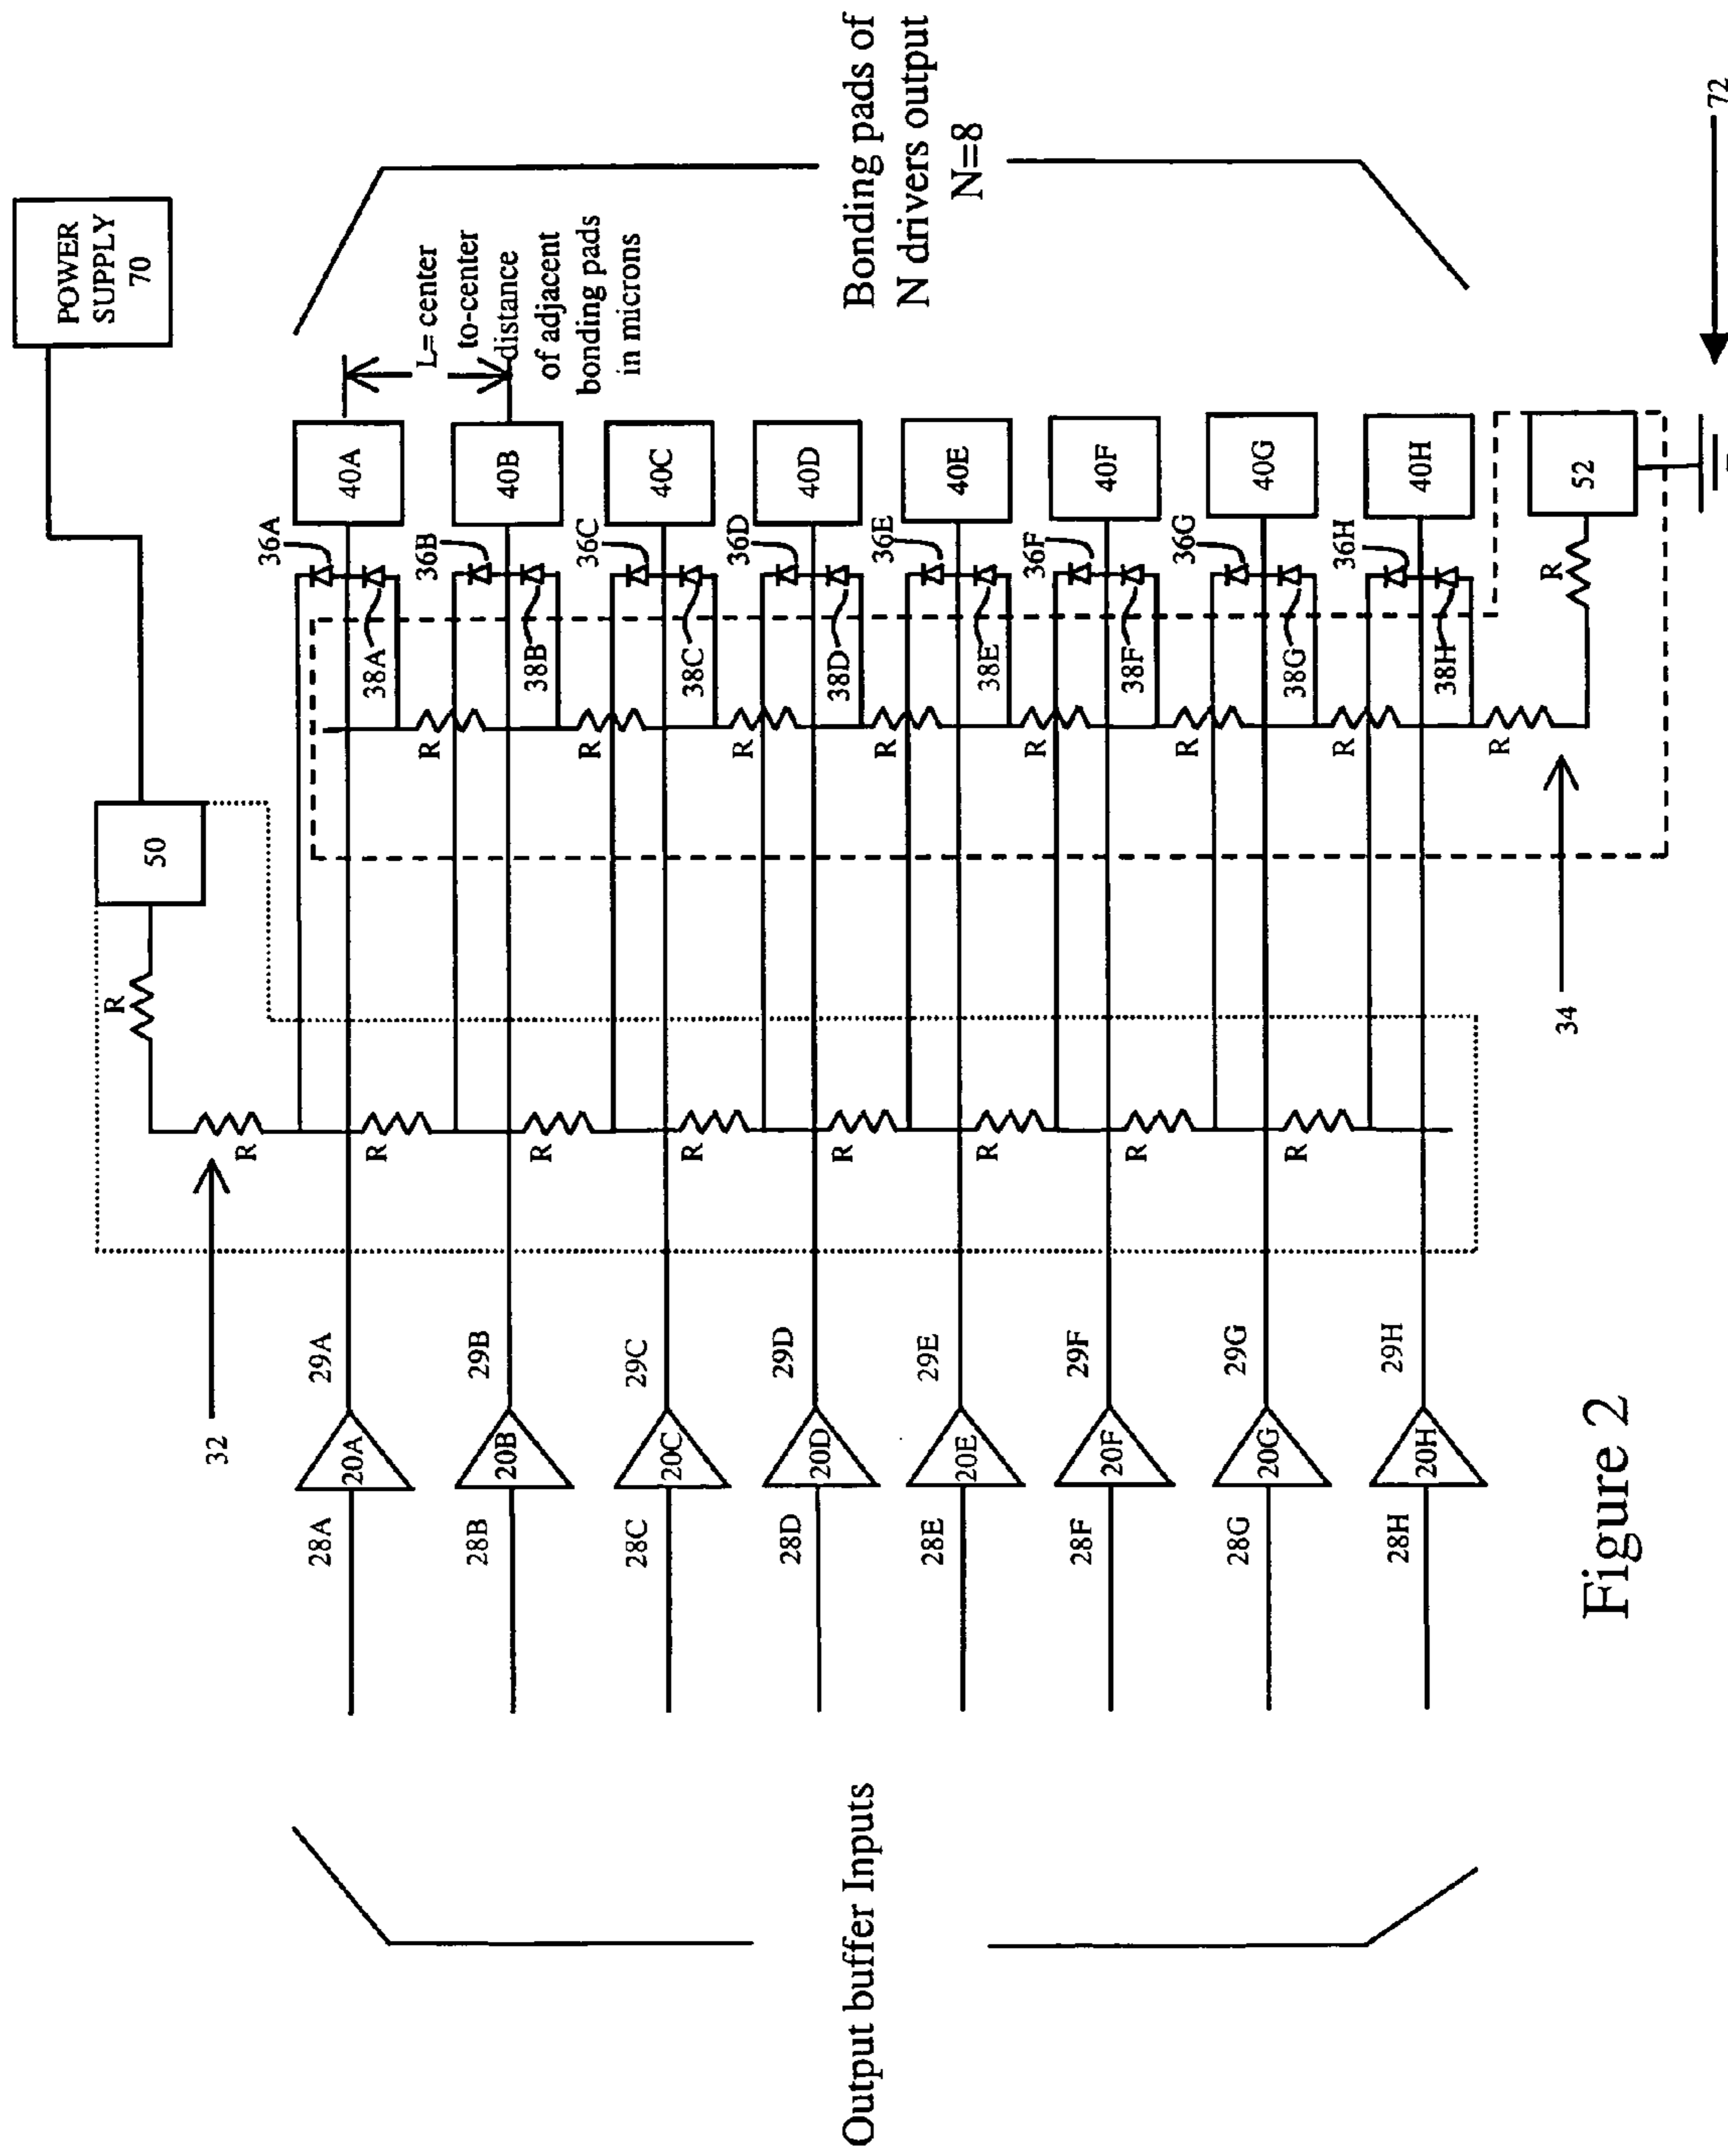 POWER
SUPPLY
70
50
R
R
32
L= center
to-center
distance
of adjacent
bonding pads
in microns
28A
20A
29A
36A
38A
40A
R
R
28B
20B
29B
36B
38B
40B
R
R
28C
20C
29C
36C
38C
40C
R
R
28D
20D
29D
36D
38D
40D
R
R
28E
20E
29E
36E
38E
40E
R
R
28F
20F
29F
36F
38F
40F
R
R
28G
20G
29G
36G
38G
40G
R
R
28H
20H
29H
36H
38H
40H
R
R
52
34
72
Output buffer Inputs
Bonding pads of
N drivers output
N=8
Figure 2